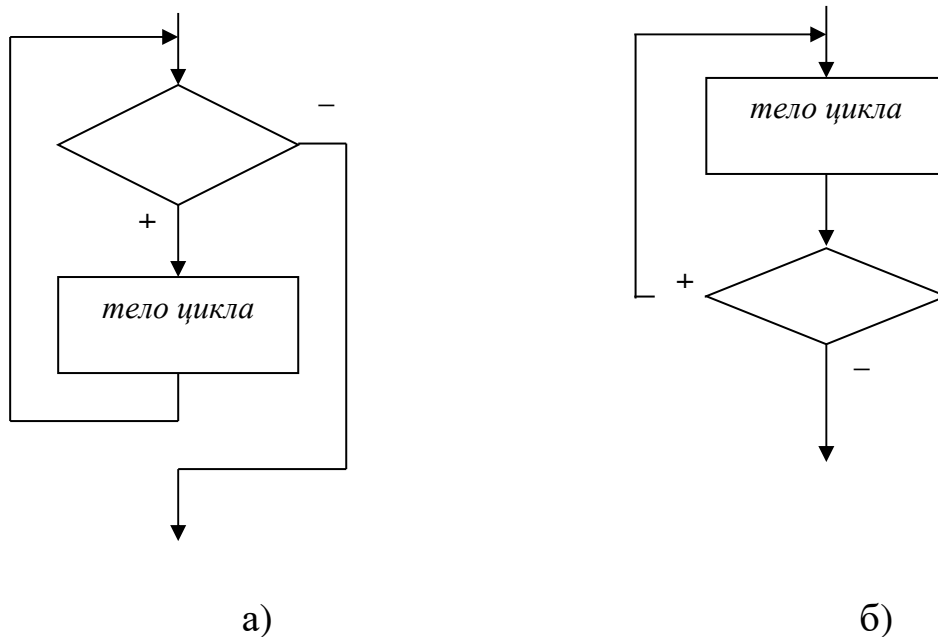 –
+
тело цикла
а)
тело цикла
+
–
б)